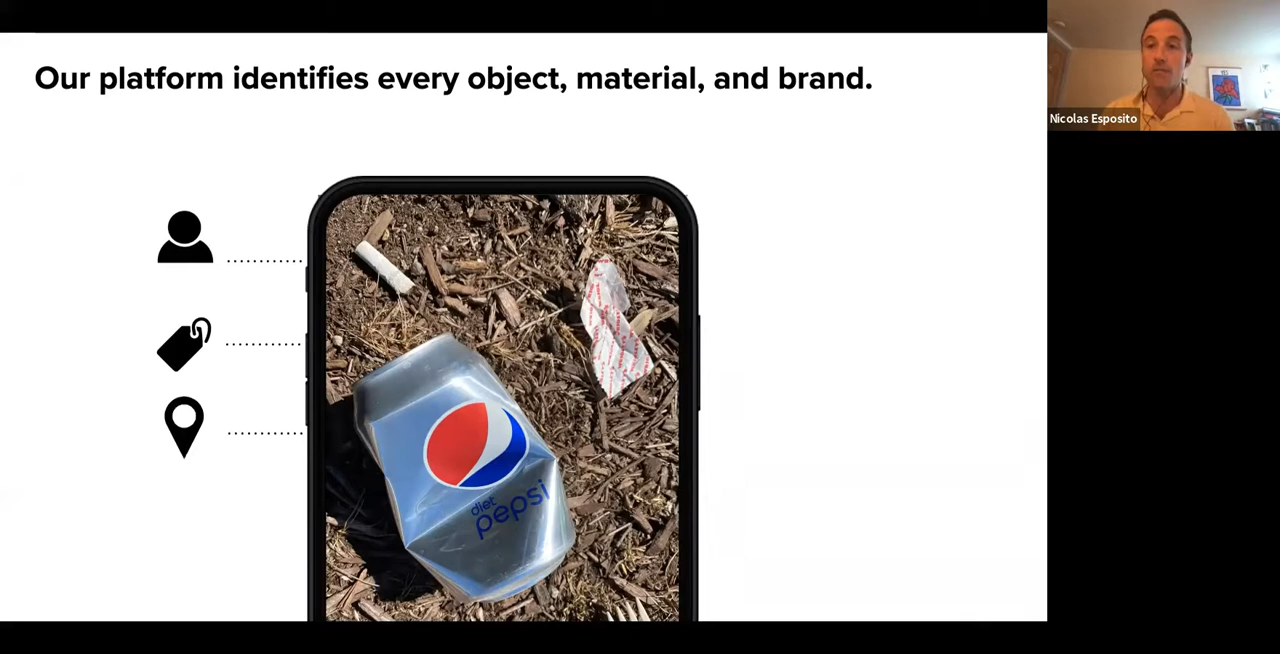 Our platform identifies every object, material, and brand.
Nicolas Esposito
diet
pepsi